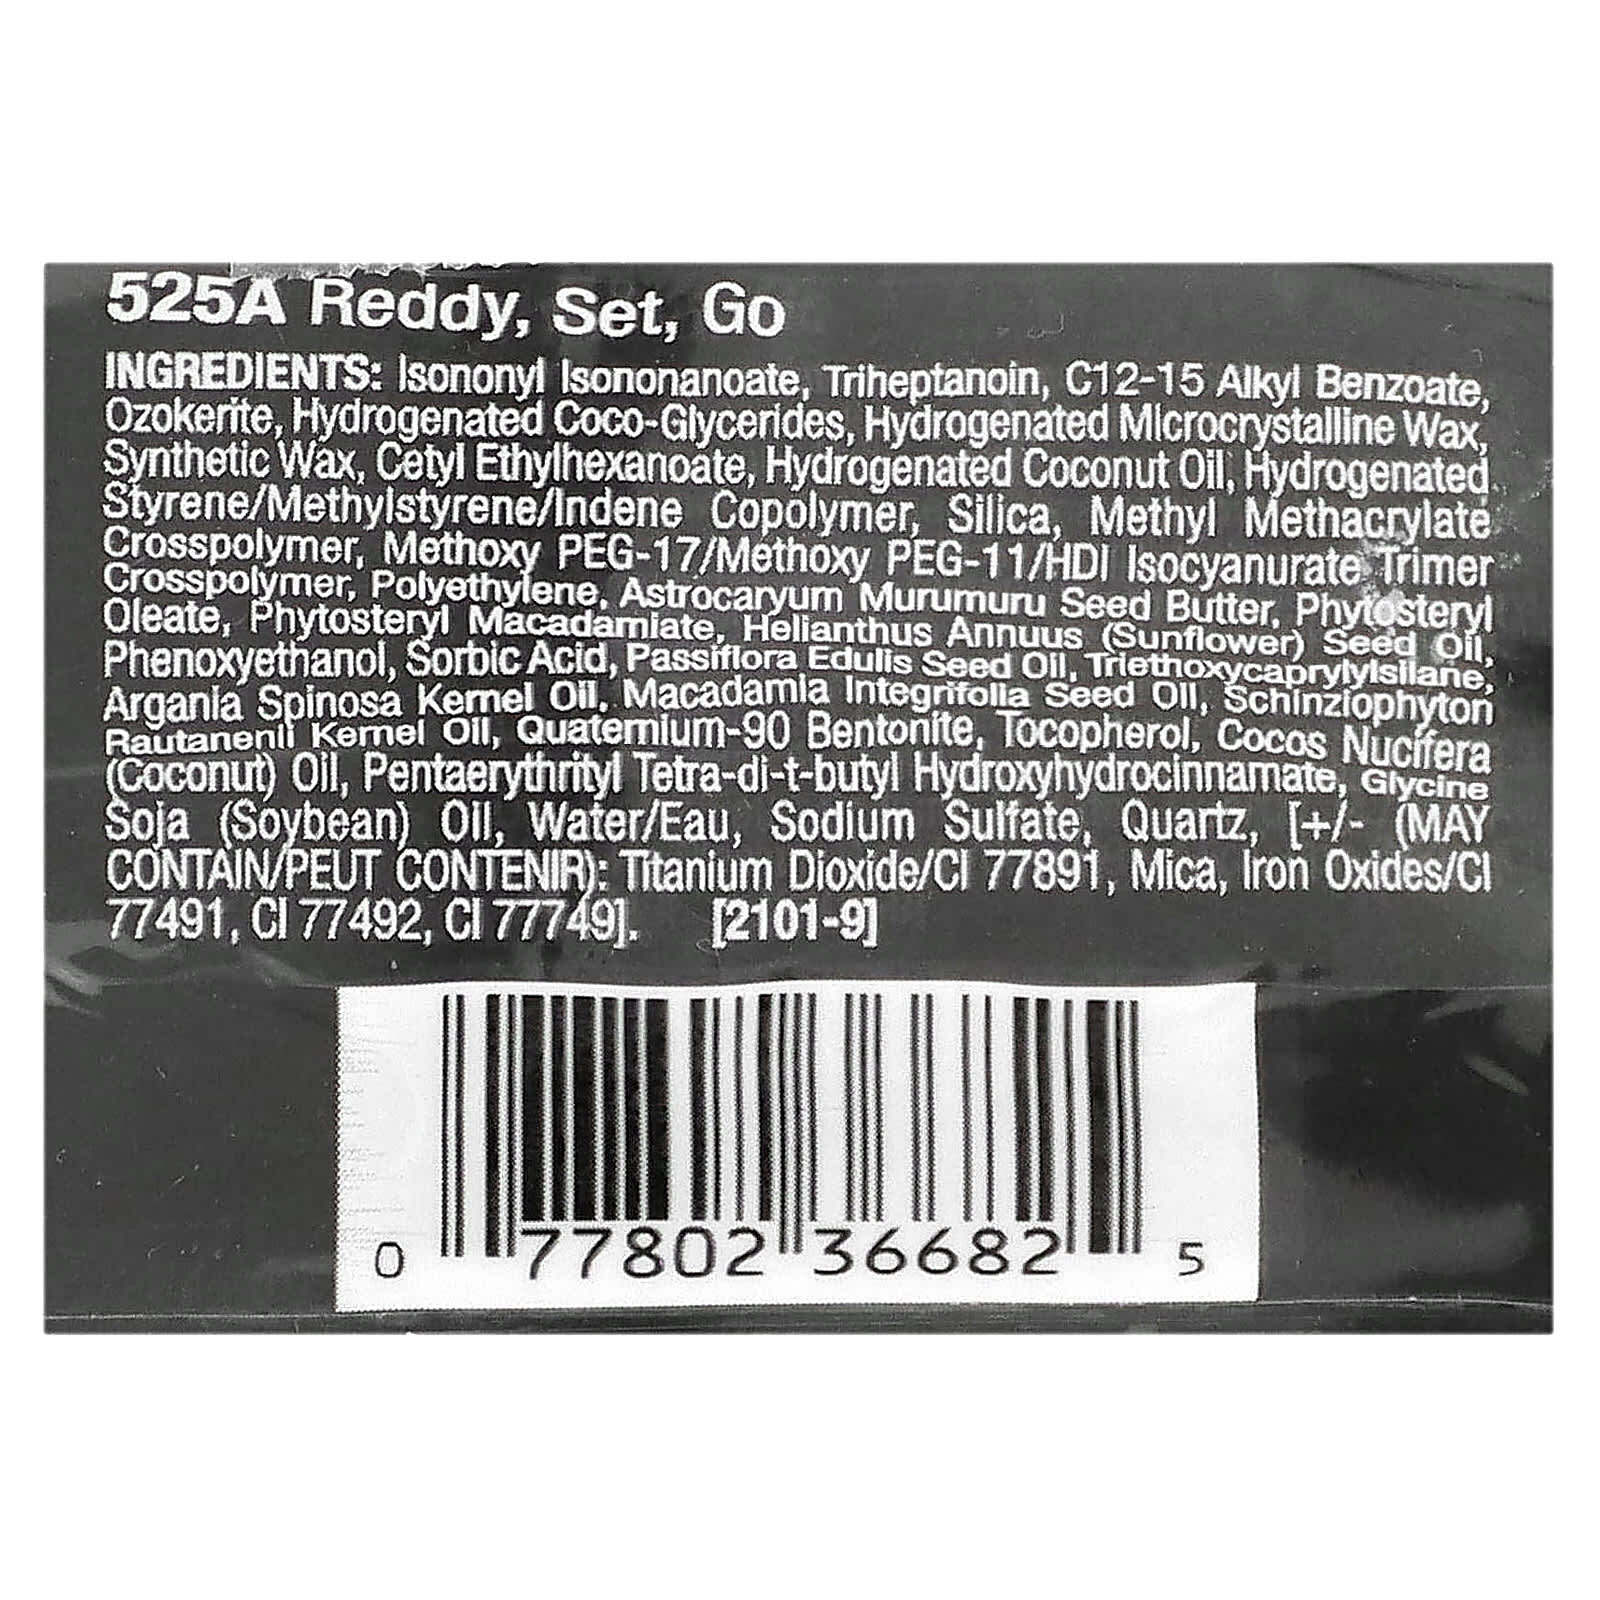 525A Reddy, Set, Go
INGREDIENTS: Isononyl Isononanoate, Triheptanoin, C12-15 Alkyl Benzoate,
Ozokerite, Hydrogenated Coco-Glycerides, Hydrogenated Microcrystalline Wax,
Synthetic Wax, Cetyl Ethylhexanoate, Hydrogenated Coconut Oil, Hydrogenated
Styrene/Methylstyrene/Indene Copolymer, Silica, Methyl Methacrylate
Crosspolymer, Methoxy PEG-17/Methoxy PEG-11/HDI Isocyanurate Trimer
Crosspolymer, Polyethylene, Astrocaryum Murumuru Seed Butter, Phytosteryl
Oleate, Phytosteryl Macadamiate, Helianthus Annuus (Sunflower) Seed Oil,
Phenoxyethanol, Sorbic Acid, Passiflora Edulis Seed Oil, Triethoxycaprylylsilane,
Argania Spinosa Kernel Oil, Macadamia Integrifolia Seed Oil, Schinziophyton
Rautanenii Kernel Oil, Quaternium-90 Bentonite, Tocopherol, Cocos Nucifera
(Coconut) Oil, Pentaerythrityl Tetra-di-t-butyl Hydroxyhydrocinnamate, Glycine
Soja (Soybean) Oil, Water/Eau, Sodium Sulfate, Quartz, [+/- (MAY
CONTAIN/PEUT CONTENIR): Titanium Dioxide/CI 77891, Mica, Iron Oxides/CI
77491, CI 77492, CI 77749]. [2101-9]
0 77802 36682 5